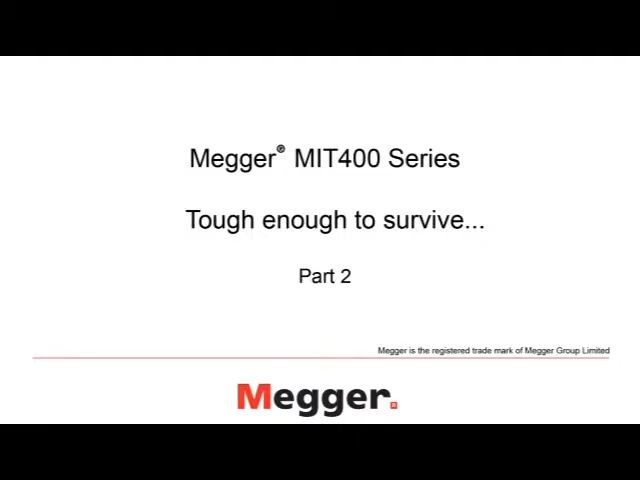 Megger® MIT400 Series
Tough enough to survive...
Part 2
Megger is the registered trade mark of Megger Group Limited
Megger®